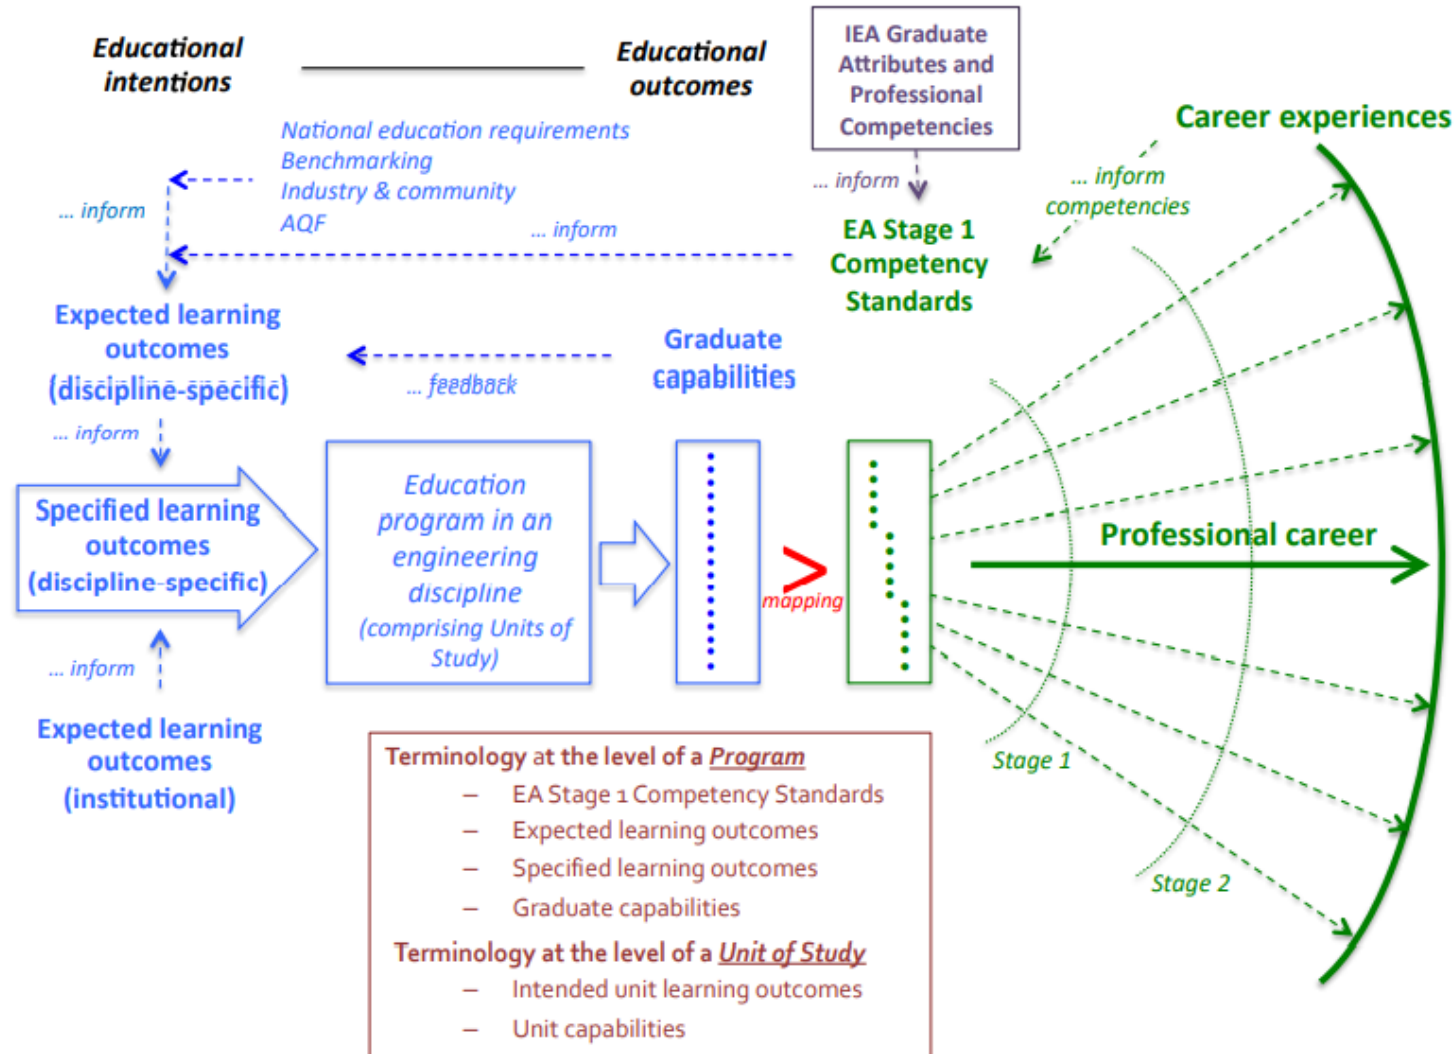 Educational
intentions
Educational
outcomes
IEA Graduate
Attributes and
Professional
Competencies
Career experiences
National education requirements
Benchmarking
Industry & community
AQF
... inform
... inform
... inform
... inform
competencies
EA Stage 1
Competency
Standards
Expected learning
outcomes
(discipline-specific)
... feedback
Graduate
capabilities
... inform
Specified learning
outcomes
(discipline-specific)
Education
program in an
engineering
discipline
(comprising Units of
Study)
>
mapping
Professional career
... inform
Expected learning
outcomes
(institutional)
Stage 1
Stage 2
Terminology at the level of a Program
– EA Stage 1 Competency Standards
– Expected learning outcomes
– Specified learning outcomes
– Graduate capabilities
Terminology at the level of a Unit of Study
– Intended unit learning outcomes
– Unit capabilities